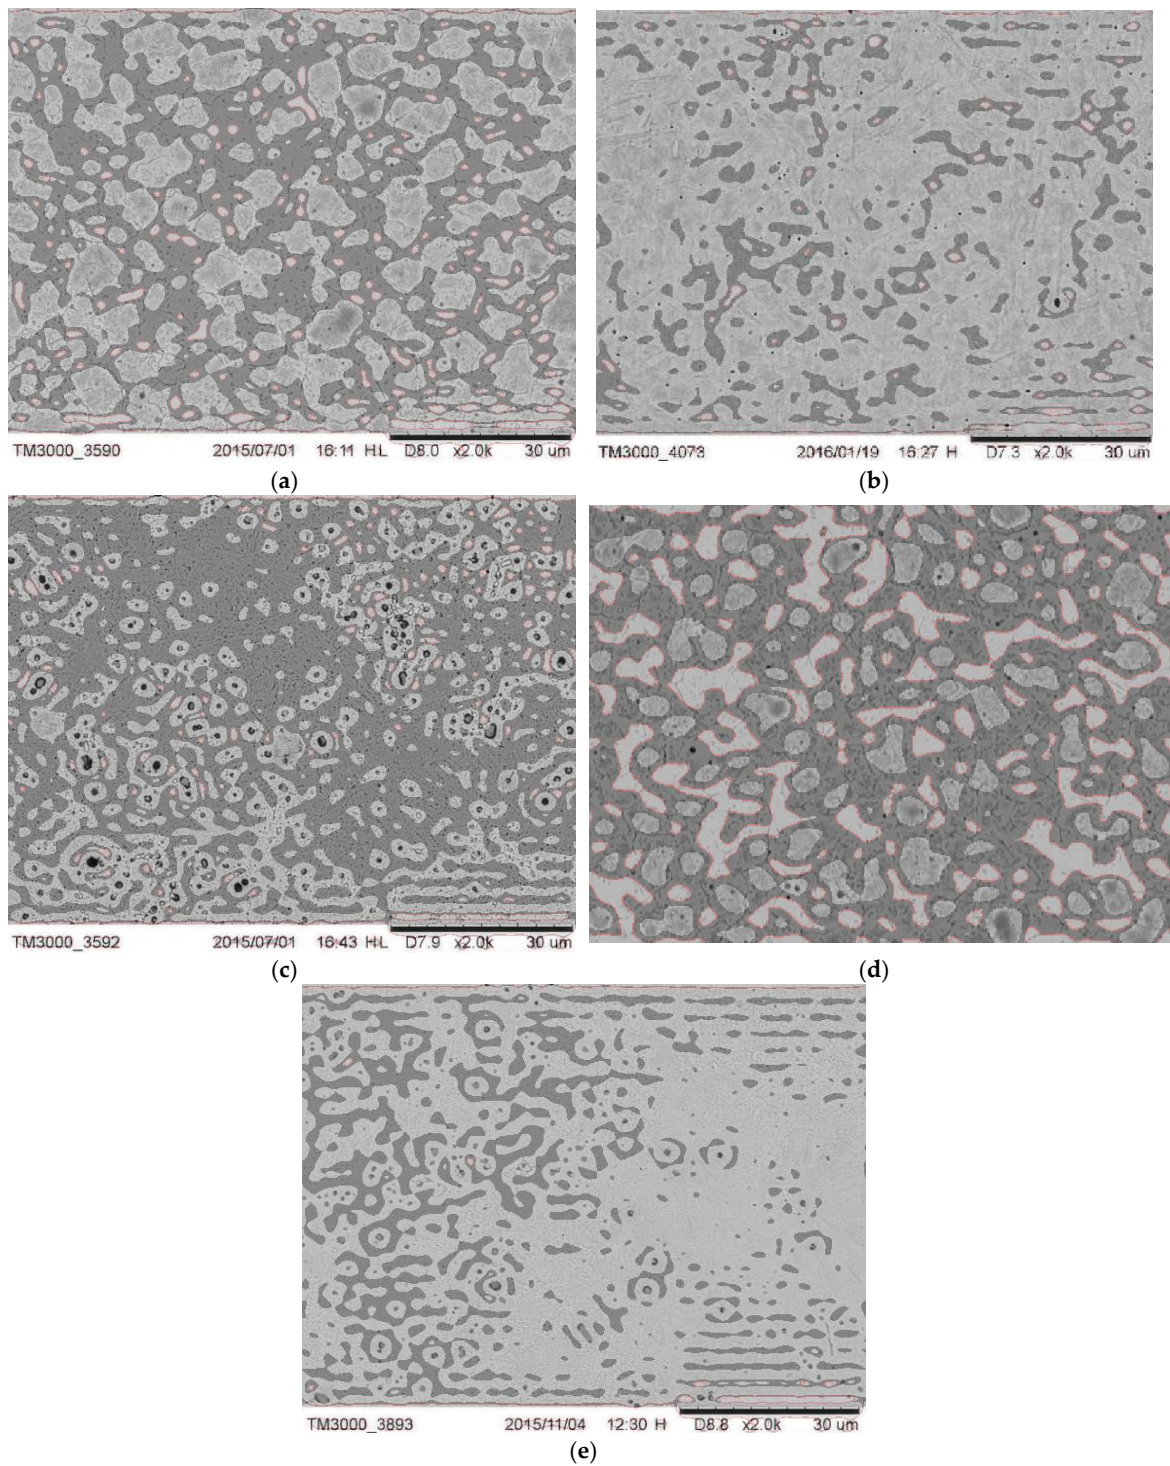 TM3000_3590 2015/07/01 16:11 HL D8.0 x2.0k 30 um
(a)
TM3000_4073 2016/01/19 16:27 H D7.3 x2.0k 30 um
(b)
TM3000_3592 2015/07/01 16:43 HL D7.9 x2.0k 30 um
(c)
(d)
TM3000_3893 2015/11/04 12:30 H D8.8 x2.0k 30 um
(e)